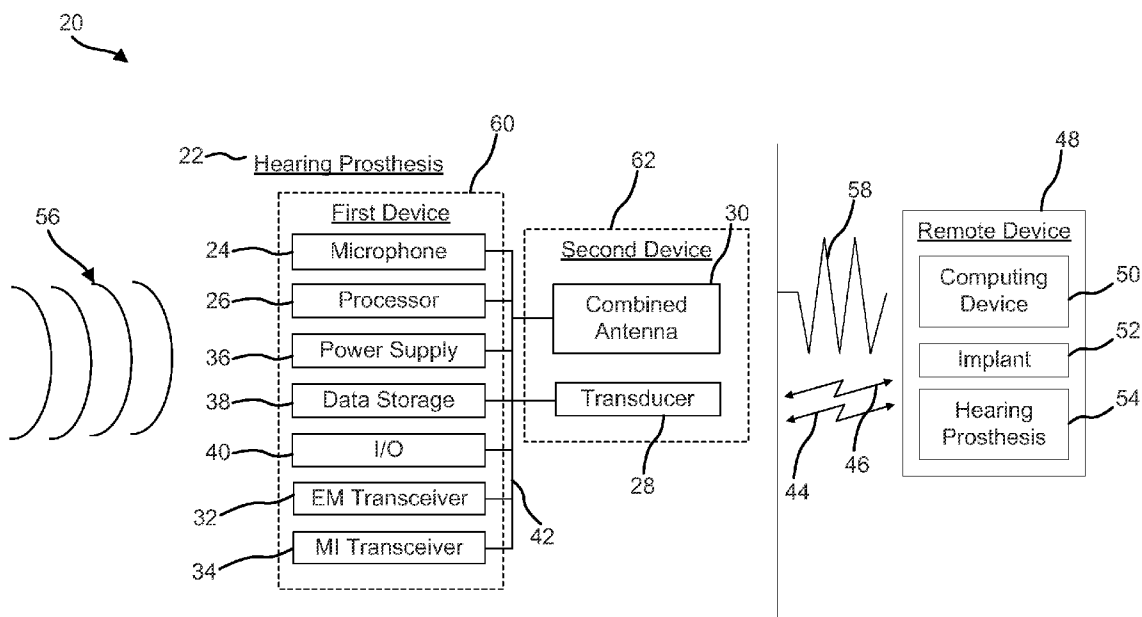 20
22 Hearing Prosthesis
60
62
56
First Device
24 Microphone
26 Processor
36 Power Supply
38 Data Storage
40 I/O
32 EM Transceiver
34 MI Transceiver
42
Second Device
30
Combined
Antenna
Transducer
28
58
44
46
48
Remote Device
Computing
Device
50
Implant
52
Hearing
Prosthesis
54